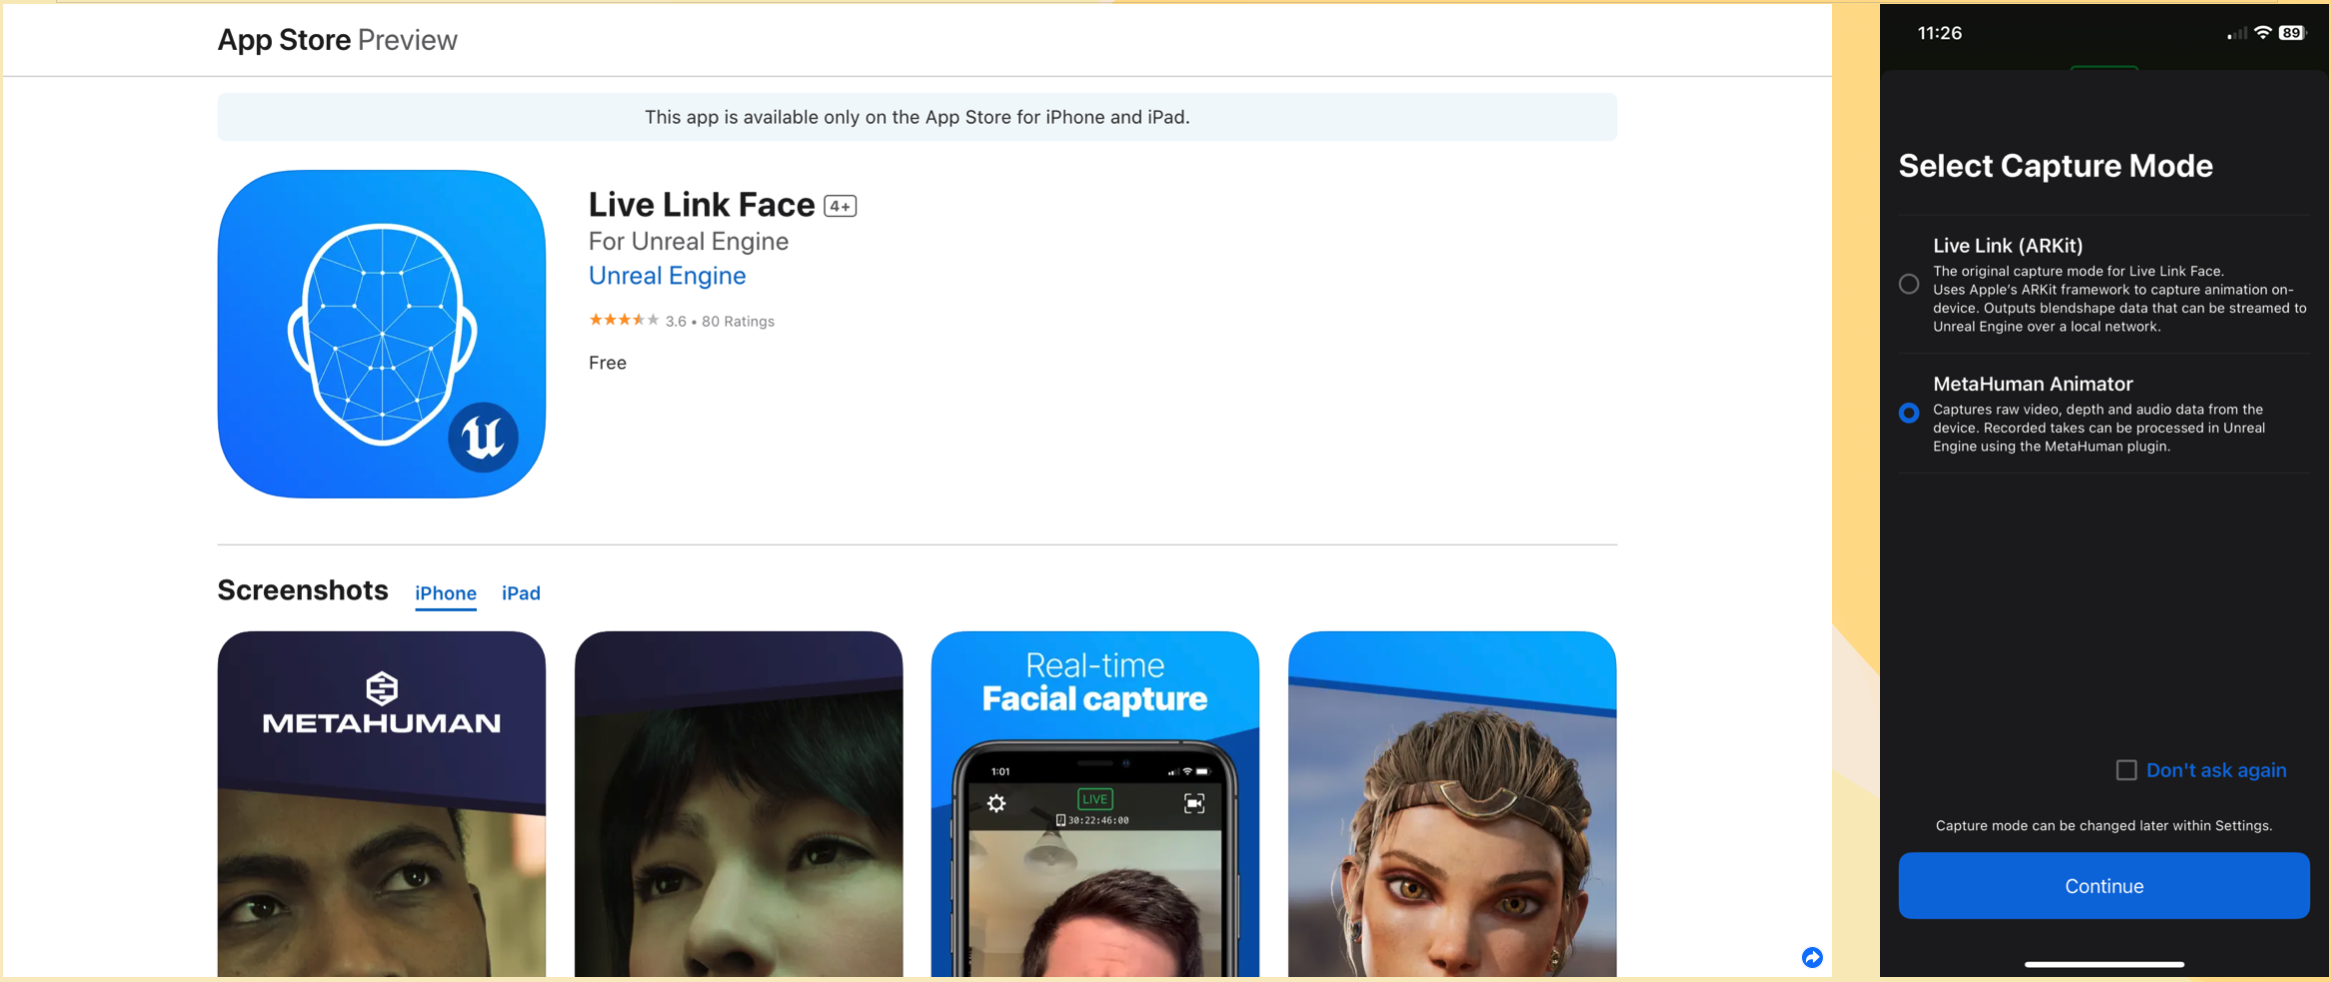 App Store Preview
This app is available only on the App Store for iPhone and iPad.
Live Link Face 4+
For Unreal Engine
Unreal Engine
3.6 • 80 Ratings
Free
Screenshots iPhone iPad
METAHUMAN
Real-time
Facial capture
1:01
LIVE
30:22:46:00
11:26
89
Select Capture Mode
Live Link (ARKit)
The original capture mode for Live Link Face.
Uses Apple's ARKit framework to capture animation on-
device. Outputs blendshape data that can be streamed to
Unreal Engine over a local network.
MetaHuman Animator
Captures raw video, depth and audio data from the
device. Recorded takes can be processed in Unreal
Engine using the MetaHuman plugin.
Don't ask again
Capture mode can be changed later within Settings.
Continue